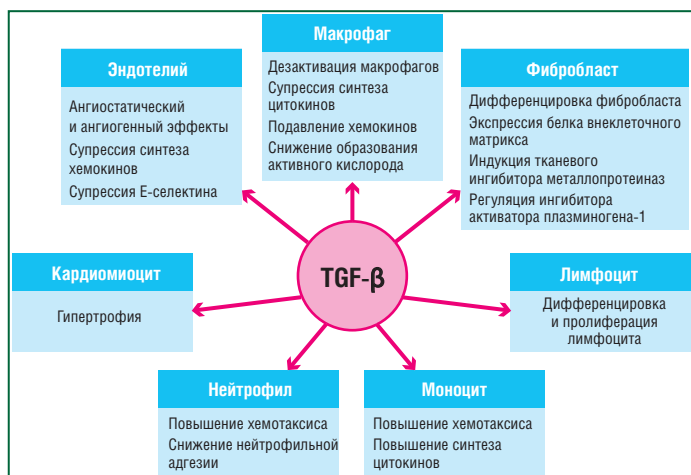 Макрофаг
Дезактивация макрофагов
Супрессия синтеза
цитокинов
Подавление хемокинов
Снижение образования
активного кислорода
Эндотелий
Ангиостатический
и ангиогенный эффекты
Супрессия синтеза
хемокинов
Супрессия Е-селектина
Фибробласт
Дифференцировка фибробласта
Экспрессия белка внеклеточного
матрикса
Индукция тканевого
ингибитора металлопротеиназ
Регуляция ингибитора
активатора плазминогена-1
TGF-β
Кардиомиоцит
Гипертрофия
Лимфоцит
Дифференцировка
и пролиферация
лимфоцита
Нейтрофил
Повышение хемотаксиса
Снижение нейтрофильной
адгезии
Моноцит
Повышение хемотаксиса
Повышение синтеза
цитокинов